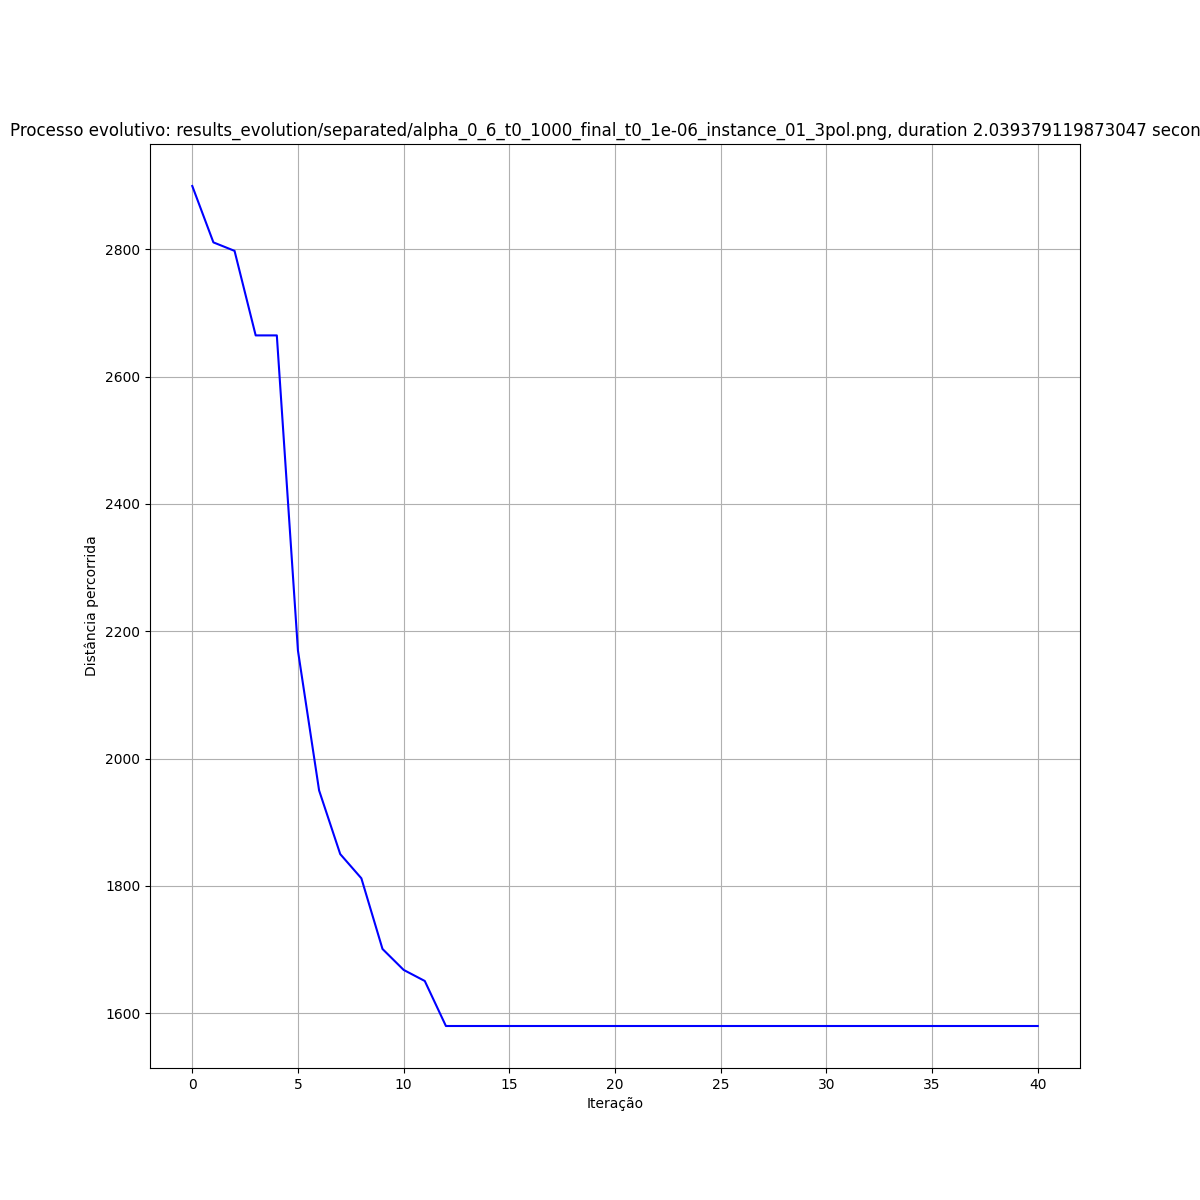 Processo evolutivo: results_evolution/separated/alpha_0_6_t0_1000_final_t0_1e-06_instance_01_3pol.png, duration 2.039379119873047 secon
2800
2600
2400
2200
2000
1800
1600
Distância percorrida
0 5 10 15 20 25 30 35 40
Iteração